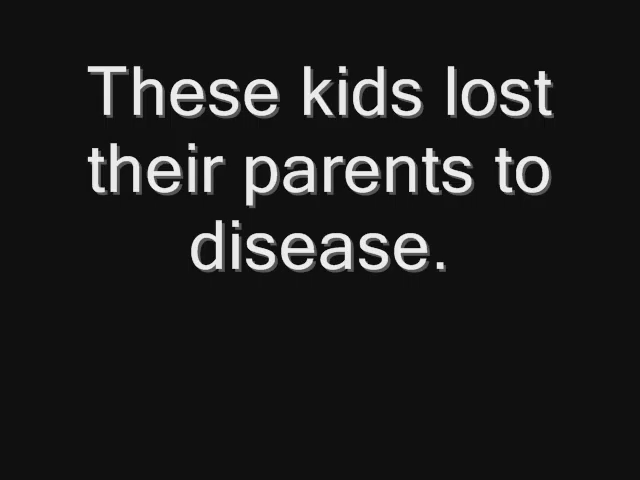 These kids lost
their parents to
disease.